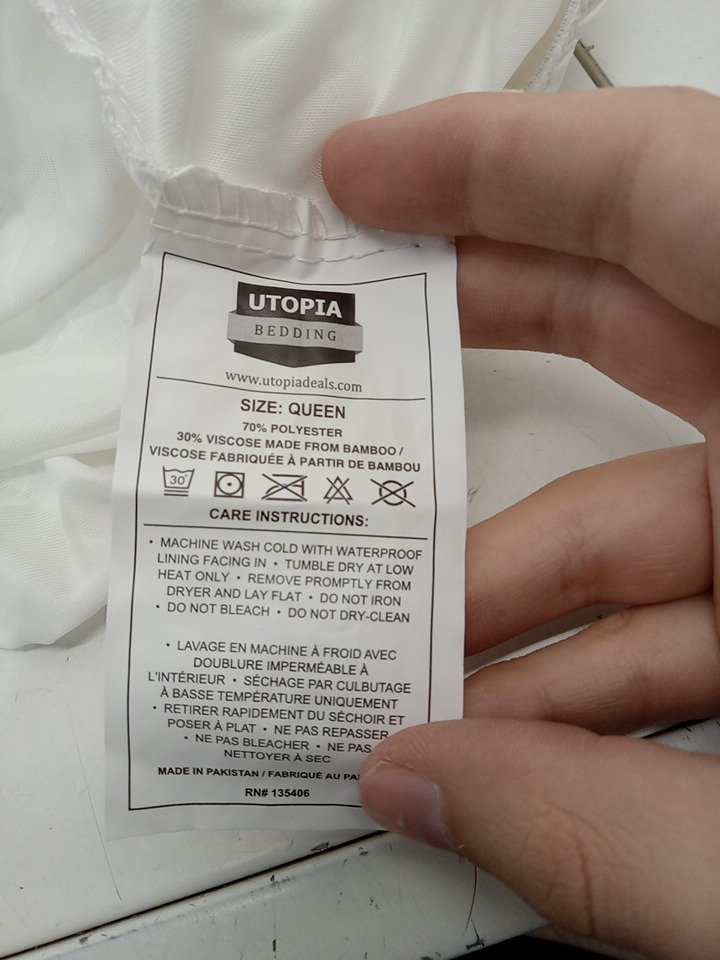 UTOPIA
BEDDING
www.utopiadeals.com
SIZE: QUEEN
70% POLYESTER
30% VISCOSE MADE FROM BAMBOO /
VISCOSE FABRIQUÉE À PARTIR DE BAMBOU
30°
CARE INSTRUCTIONS:
• MACHINE WASH COLD WITH WATERPROOF
LINING FACING IN • TUMBLE DRY AT LOW
HEAT ONLY • REMOVE PROMPTLY FROM
DRYER AND LAY FLAT • DO NOT IRON
• DO NOT BLEACH • DO NOT DRY-CLEAN
• LAVAGE EN MACHINE À FROID AVEC
DOUBLURE IMPERMÉABLE À
L'INTÉRIEUR • SÉCHAGE PAR CULBUTAGE
À BASSE TEMPÉRATURE UNIQUEMENT
• RETIRER RAPIDEMENT DU SÉCHOIR ET
POSER À PLAT • NE PAS REPASSER
• NE PAS BLEACHER • NE PAS
NETTOYER À SEC
MADE IN PAKISTAN / FABRIQUÉ AU
RN# 135406